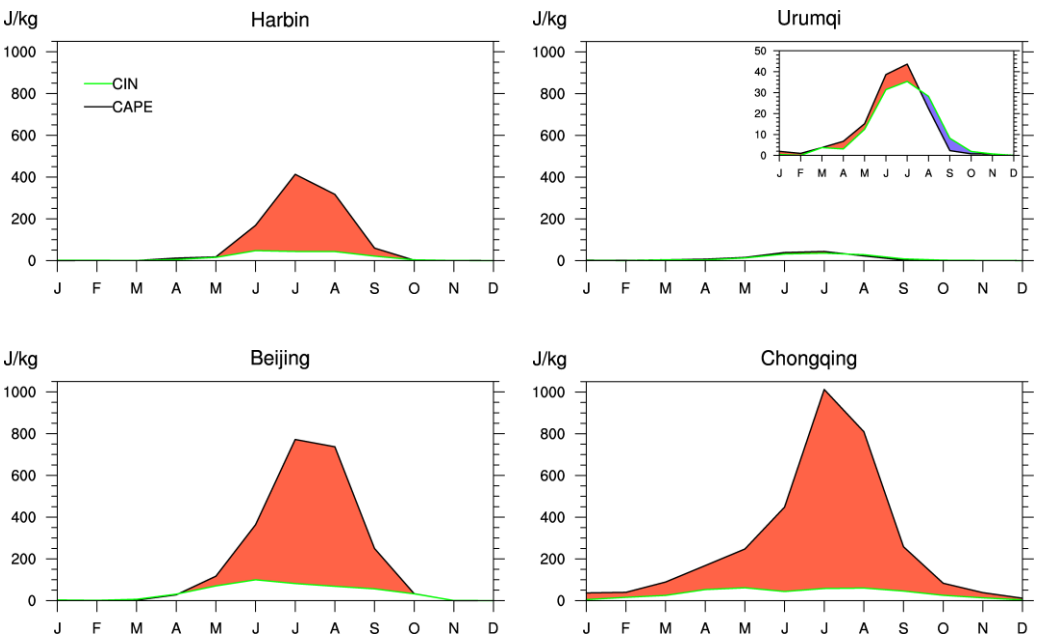 J/kg Harbin
1000
800
600
400
200
0
CIN
CAPE
J F M A M J J A S O N D
J/kg Urumqi
1000
800
600
400
200
0
50
40
30
20
10
0
J F M A M J J A S O N D
J F M A M J J A S O N D
J/kg Beijing
1000
800
600
400
200
0
J F M A M J J A S O N D
J/kg Chongqing
1000
800
600
400
200
0
J F M A M J J A S O N D